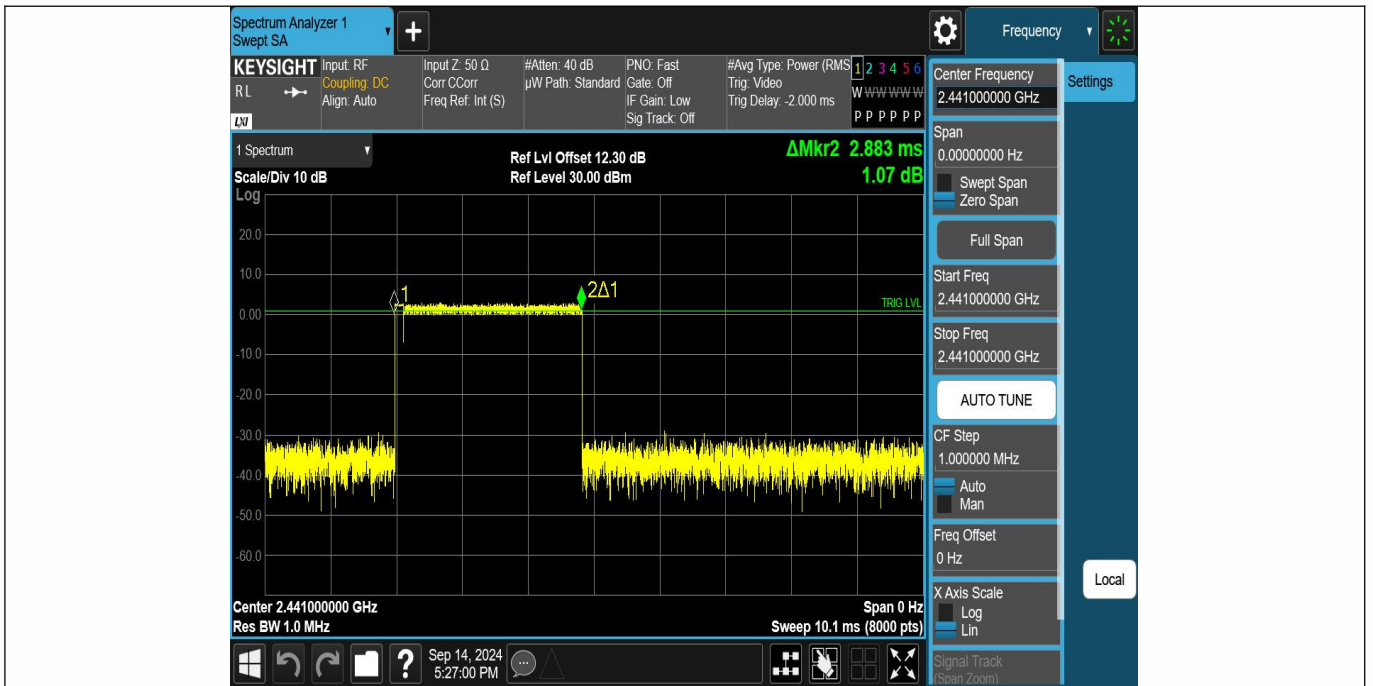 Spectrum Analyzer 1
Swept SA
+
Frequency
KEYSIGHT
RL
LXI
Input: RF
Coupling: DC
Align: Auto
Input Z: 50 Ω
Corr CCorr
Freq Ref: Int (S)
#Atten: 40 dB
µW Path: Standard
PNO: Fast
Gate: Off
IF Gain: Low
Sig Track: Off
#Avg Type: Power (RMS
Trig: Video
Trig Delay: -2.000 ms
1 2 3 4 5 6
W W W W W W
P P P P P P
1 Spectrum
Scale/Div 10 dB
Log
Ref Lvl Offset 12.30 dB
Ref Level 30.00 dBm
ΔMkr2 2.883 ms
1.07 dB
20.0
10.0
0.00
-10.0
-20.0
-30.0
-40.0
-50.0
-60.0
1
2Δ1
TRIG LVL
Center 2.441000000 GHz
Res BW 1.0 MHz
Span 0 Hz
Sweep 10.1 ms (8000 pts)
Center Frequency
2.441000000 GHz
Settings
Span
0.00000000 Hz
Swept Span
Zero Span
Full Span
Start Freq
2.441000000 GHz
Stop Freq
2.441000000 GHz
AUTO TUNE
CF Step
1.000000 MHz
Auto
Man
Freq Offset
0 Hz
X Axis Scale
Log
Lin
Signal Track
(Span Zoom)
Local
?
Sep 14, 2024
5:27:00 PM